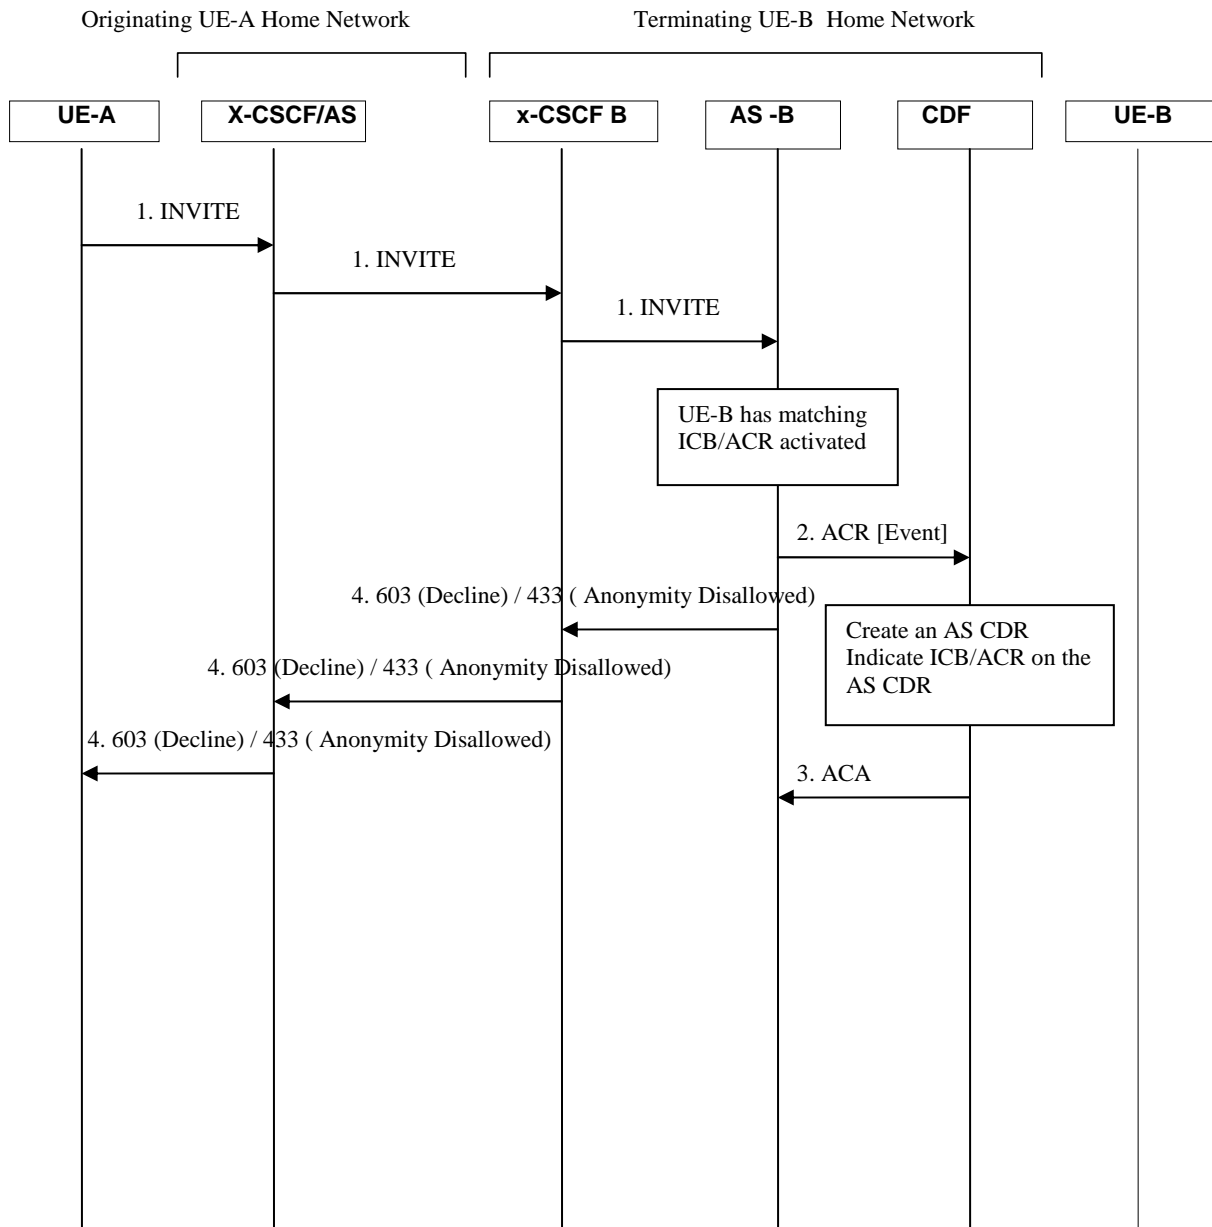 Originating UE-A Home Network
Terminating UE-B  Home Network
UE-A
X-CSCF/AS
x-CSCF B
AS -B
CDF
UE-B
1. INVITE
1. INVITE
1. INVITE
UE-B has matching
ICB/ACR activated
2. ACR [Event]
4. 603 (Decline) / 433 ( Anonymity Disallowed)
Create an AS CDR
Indicate ICB/ACR on the
AS CDR
4. 603 (Decline) / 433 ( Anonymity Disallowed)
4. 603 (Decline) / 433 ( Anonymity Disallowed)
3. ACA